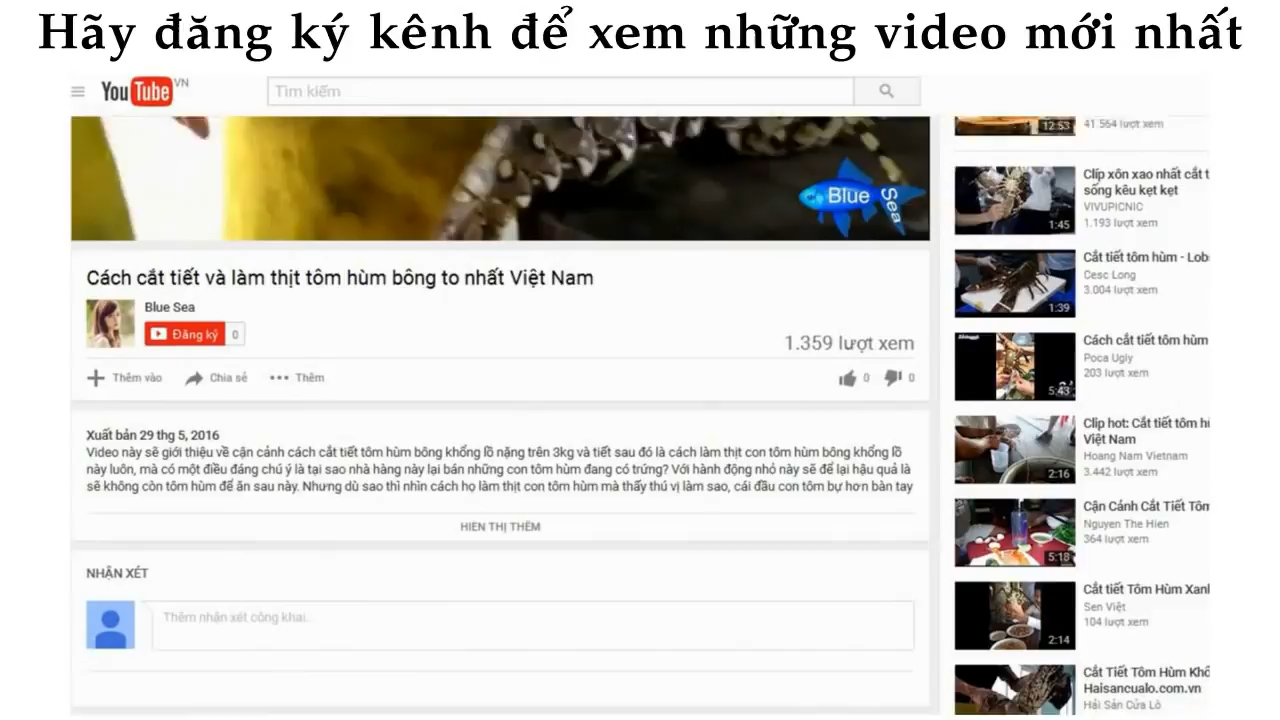 Hãy đăng ký kênh để xem những video mới nhất
YouTube VN
Tìm kiếm
Blue Sea
Cách cắt tiết và làm thịt tôm hùm bông to nhất Việt Nam
Blue Sea
Đăng ký 0
1.359 lượt xem
Thêm vào Chia sẻ Thêm 0 0
Xuất bản 29 thg 5, 2016
Video này sẽ giới thiệu về cận cảnh cách cắt tiết tôm hùm bông khổng lồ nặng trên 3kg và tiết sau đó là cách làm thịt con tôm hùm bông khổng lồ
này luôn, mà có một điều đáng chú ý là tại sao nhà hàng này lại bán những con tôm hùm đang có trứng? Với hành động nhỏ này sẽ để lại hậu quả là
sẽ không còn tôm hùm để ăn sau này. Nhưng dù sao thì nhìn cách họ làm thịt con tôm hùm mà thấy thú vị làm sao, cái đầu con tôm bự hơn bàn tay
HIỂN THỊ THÊM
NHẬN XÉT
Thêm nhận xét công khai..
12:53
41.564 lượt xem
Clíp xôn xao nhất cắt t
sống kêu kẹt kẹt
VIVUPICNIC
1.193 lượt xem
1:45
Cắt tiết tôm hùm - Lobs
Cesc Long
3.004 lượt xem
1:39
Cách cắt tiết tôm hùm
Poca Ugly
203 lượt xem
5:43
Clip hot: Cắt tiết tôm hù
Việt Nam
Hoang Nam Vietnam
3.442 lượt xem
2:16
Cận Cảnh Cắt Tiết Tôm
Nguyen The Hien
364 lượt xem
5:18
Cắt tiết Tôm Hùm Xanh
Sen Việt
104 lượt xem
2:14
Cắt Tiết Tôm Hùm Khổ
Haisancualo.com.vn
Hải Sản Cửa Lò